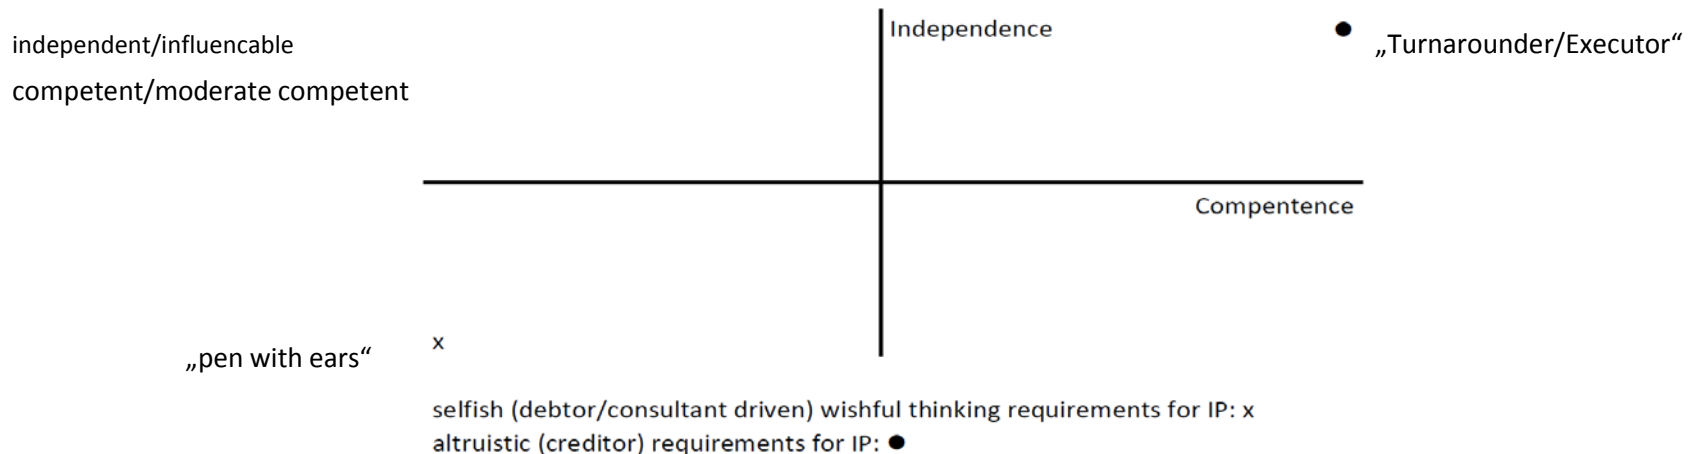 Independence
independent/influencable
„Turnarounder/Executor“
competent/moderate competent
Compentence
x
„pen with ears“
selfish (debtor/consultant driven) wishful thinking requirements for IP: x
altruistic (creditor) requirements for IP: ●